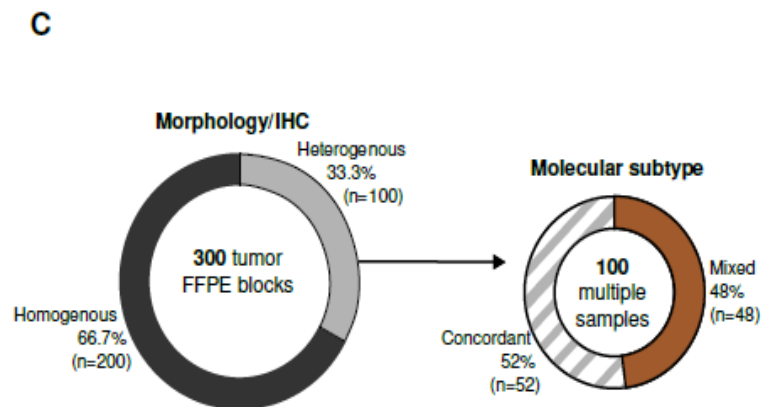 C
Morphology/IHC
Heterogenous
33.3%
(n=100)
300 tumor
FFPE blocks
Homogenous
66.7%
(n=200)
Molecular subtype
100
multiple
samples
Mixed
48%
(n=48)
Concordant
52%
(n=52)